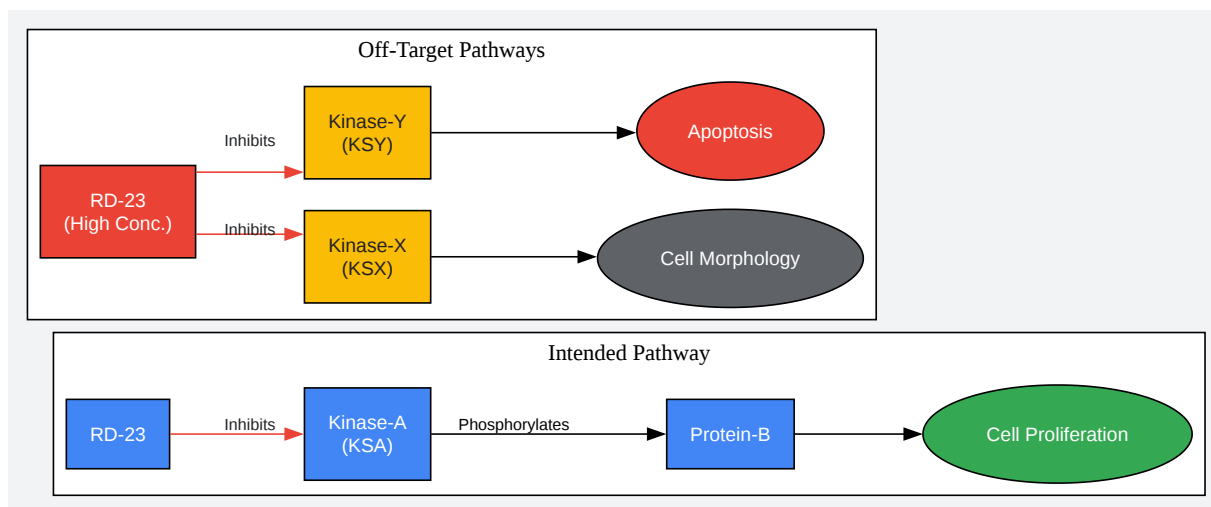 Off-Target Pathways
Inhibits
Kinase-Y
(KSY)
Apoptosis
RD-23
(High Conc.)
Inhibits
Kinase-X
(KSX)
Cell Morphology
Intended Pathway
RD-23
Inhibits
Kinase-A
(KSA)
Phosphorylates
Protein-B
Cell Proliferation